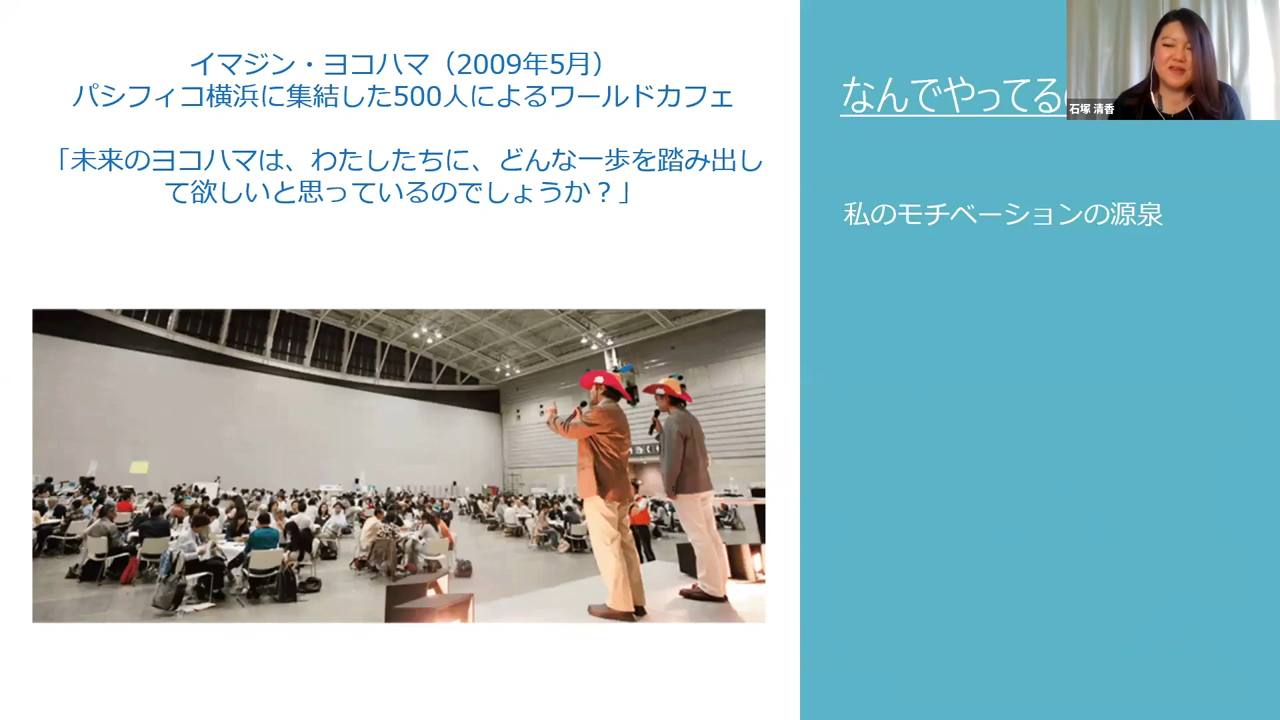 イマジン・ヨコハマ（2009年5月）
パシフィコ横浜に集結した500人によるワールドカフェ
「未来のヨコハマは、わたしたちに、どんな一歩を踏み出し
て欲しいと思っているのでしょうか？」
なんでやってる
石塚 清香
私のモチベーションの源泉